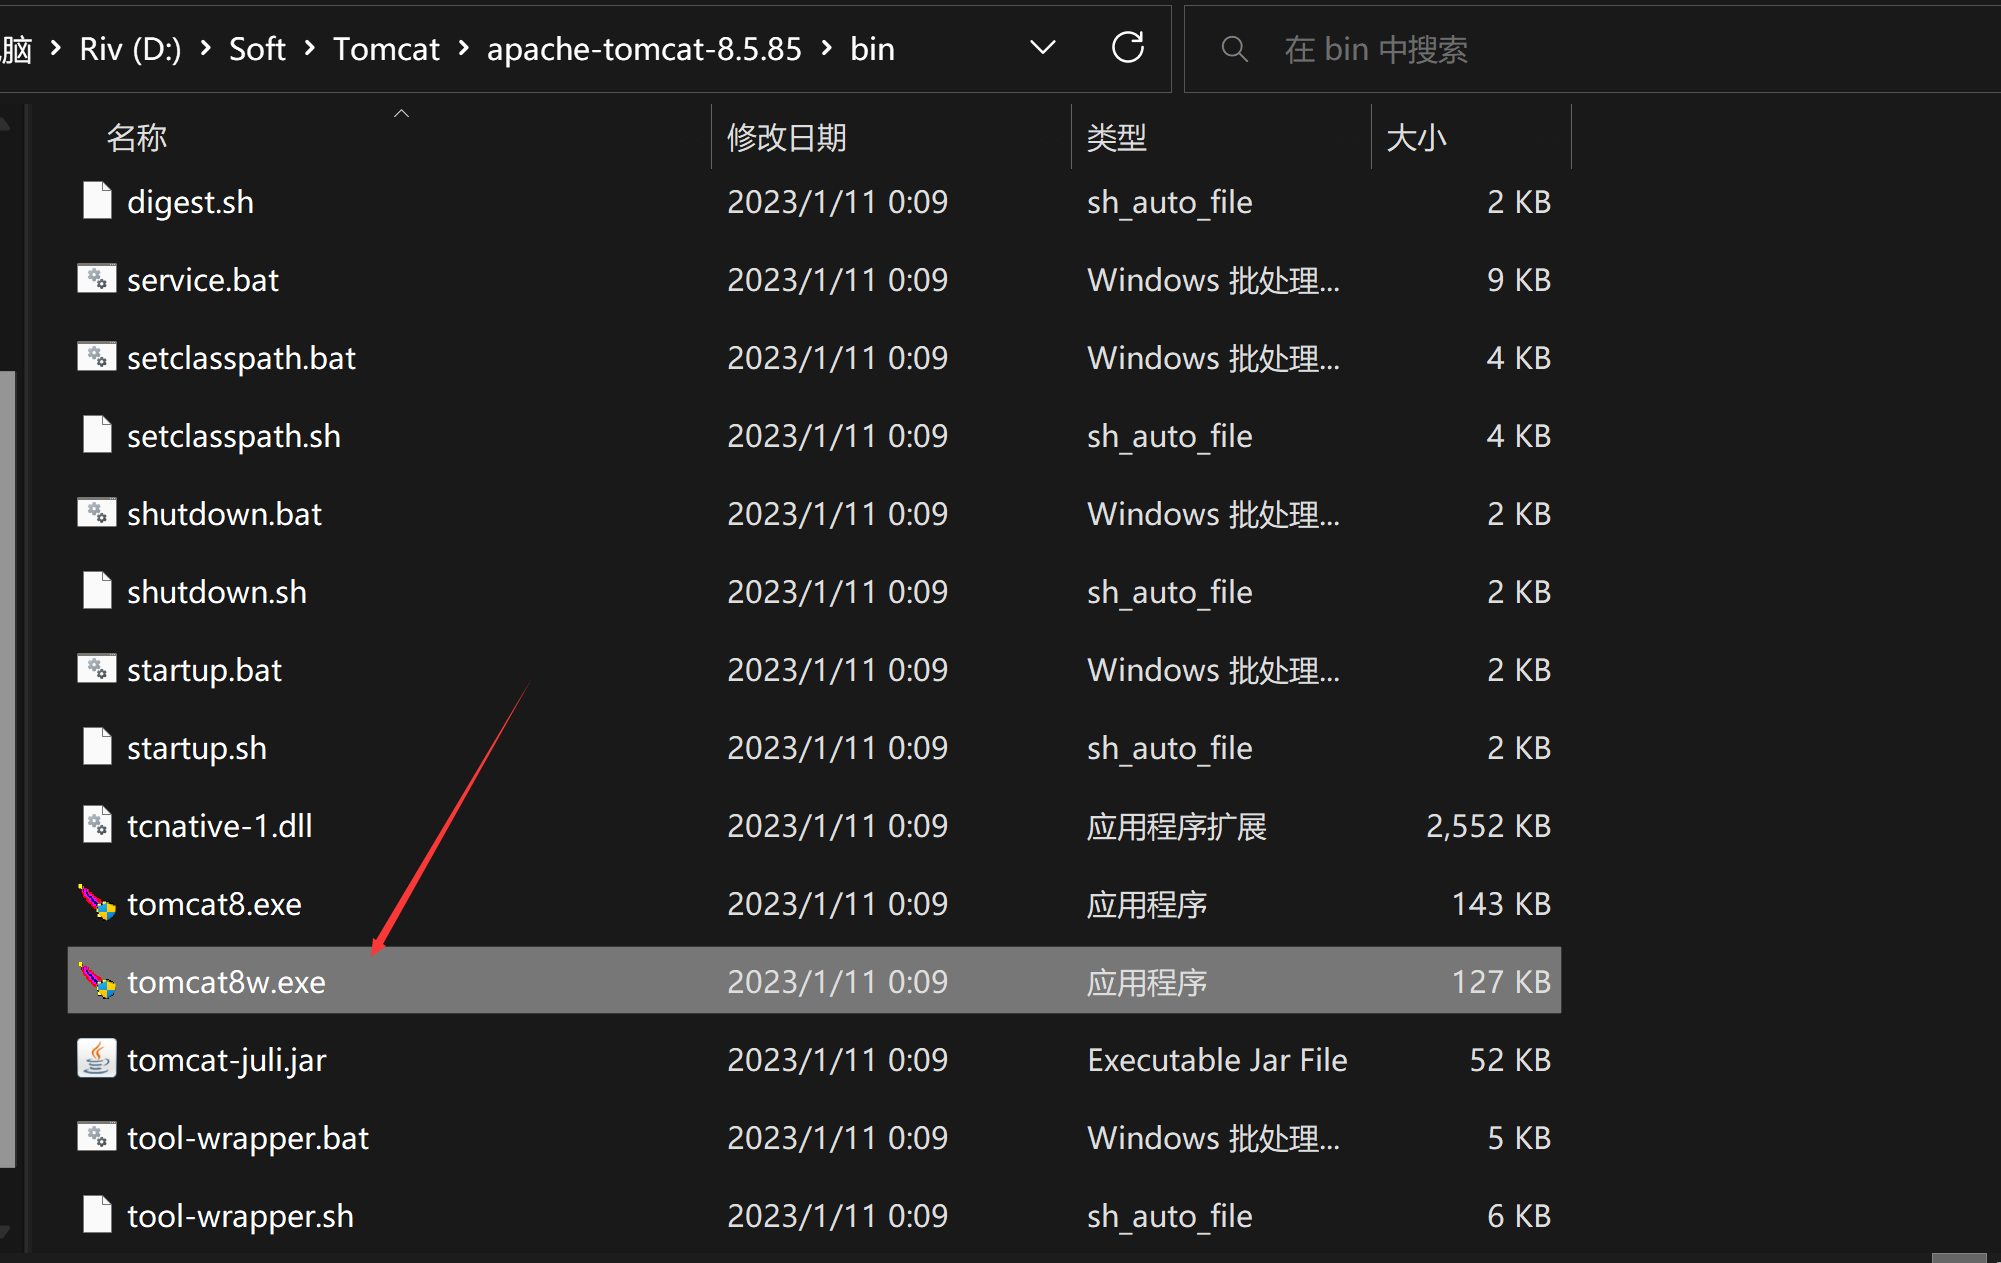 脑 > Riv (D:) > Soft > Tomcat > apache-tomcat-8.5.85 > bin 在 bin 中搜索
名称 修改日期 类型 大小
digest.sh 2023/1/11 0:09 sh_auto_file 2 KB
service.bat 2023/1/11 0:09 Windows 批处理... 9 KB
setclasspath.bat 2023/1/11 0:09 Windows 批处理... 4 KB
setclasspath.sh 2023/1/11 0:09 sh_auto_file 4 KB
shutdown.bat 2023/1/11 0:09 Windows 批处理... 2 KB
shutdown.sh 2023/1/11 0:09 sh_auto_file 2 KB
startup.bat 2023/1/11 0:09 Windows 批处理... 2 KB
startup.sh 2023/1/11 0:09 sh_auto_file 2 KB
tcnative-1.dll 2023/1/11 0:09 应用程序扩展 2,552 KB
tomcat8.exe 2023/1/11 0:09 应用程序 143 KB
tomcat8w.exe 2023/1/11 0:09 应用程序 127 KB
tomcat-juli.jar 2023/1/11 0:09 Executable Jar File 52 KB
tool-wrapper.bat 2023/1/11 0:09 Windows 批处理... 5 KB
tool-wrapper.sh 2023/1/11 0:09 sh_auto_file 6 KB